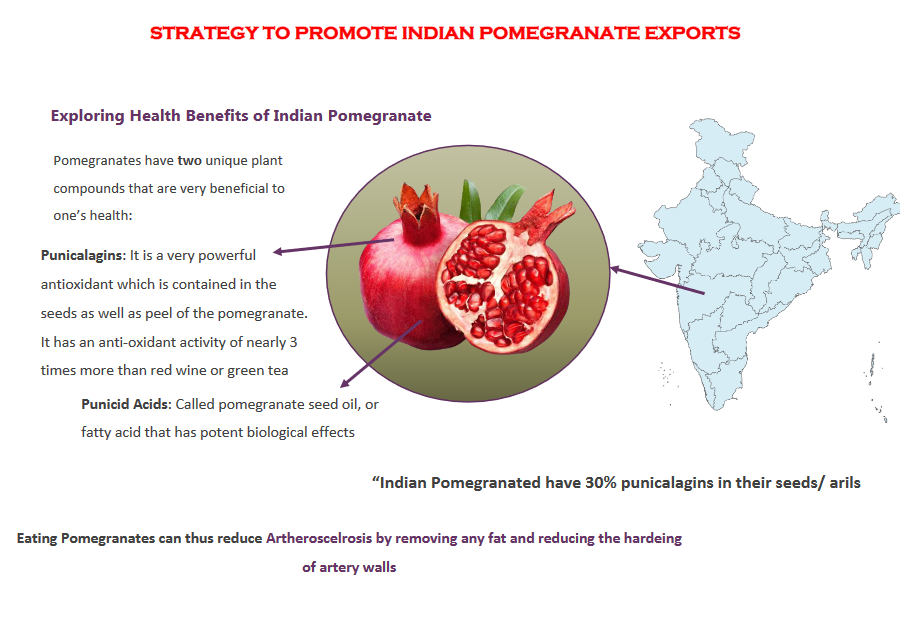 STRATEGY TO PROMOTE INDIAN POMEGRANATE EXPORTS
Exploring Health Benefits of Indian Pomegranate
Pomegranates have two unique plant
compounds that are very beneficial to
one's health:
Punicalagins: It is a very powerful
antioxidant which is contained in the
seeds as well as peel of the pomegranate.
It has an anti-oxidant activity of nearly 3
times more than red wine or green tea
Punicid Acids: Called pomegranate seed oil, or
fatty acid that has potent biological effects
“Indian Pomegranated have 30% punicalagins in their seeds/ arils
Eating Pomegranates can thus reduce Artheroscelrosis by removing any fat and reducing the hardeing
of artery walls